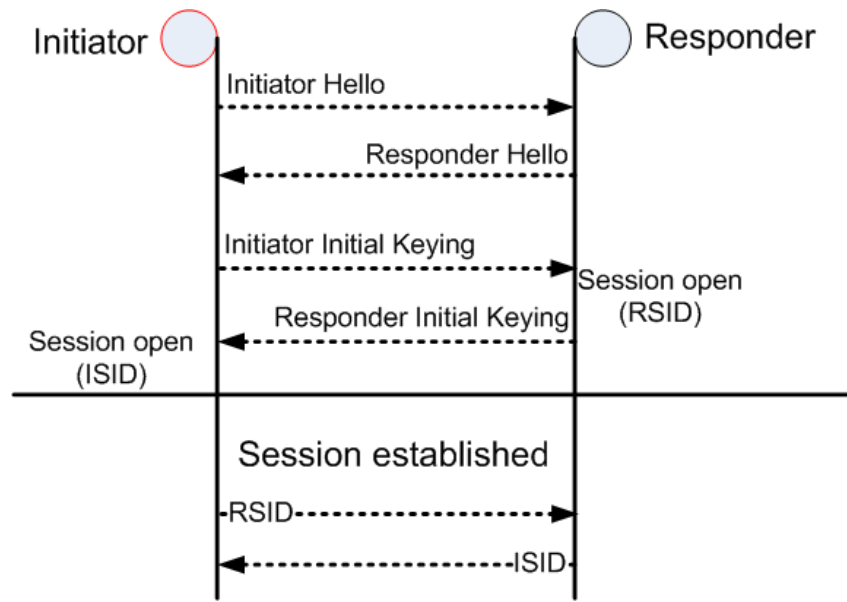 Initiator
Responder
Initiator Hello
Responder Hello
Initiator Initial Keying
Session open
(RSID)
Responder Initial Keying
Session open
(ISID)
Session established
RSID
ISID